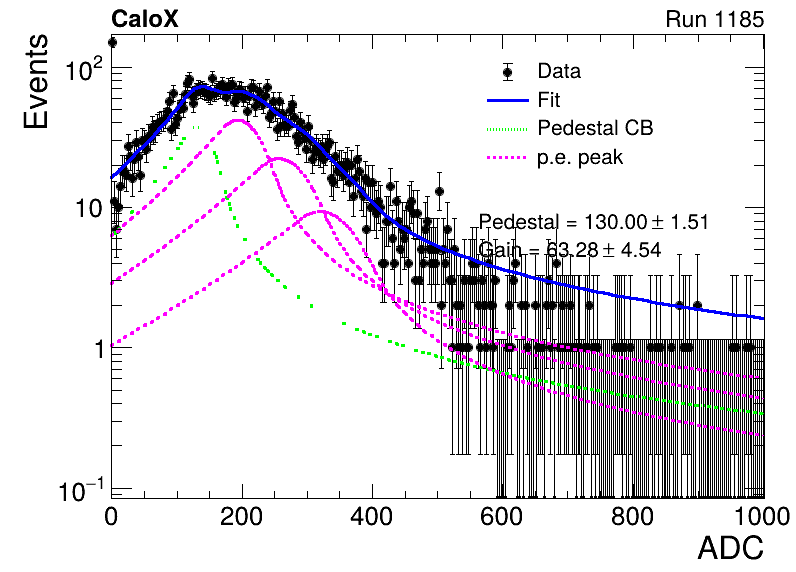 CaloX Run 1185
Events
Data
Fit
Pedestal CB
p.e. peak
Pedestal = 130.00 ± 1.51
Gain = 63.28 ± 4.54
10²
10
1
10⁻¹
0 200 400 600 800 1000
ADC